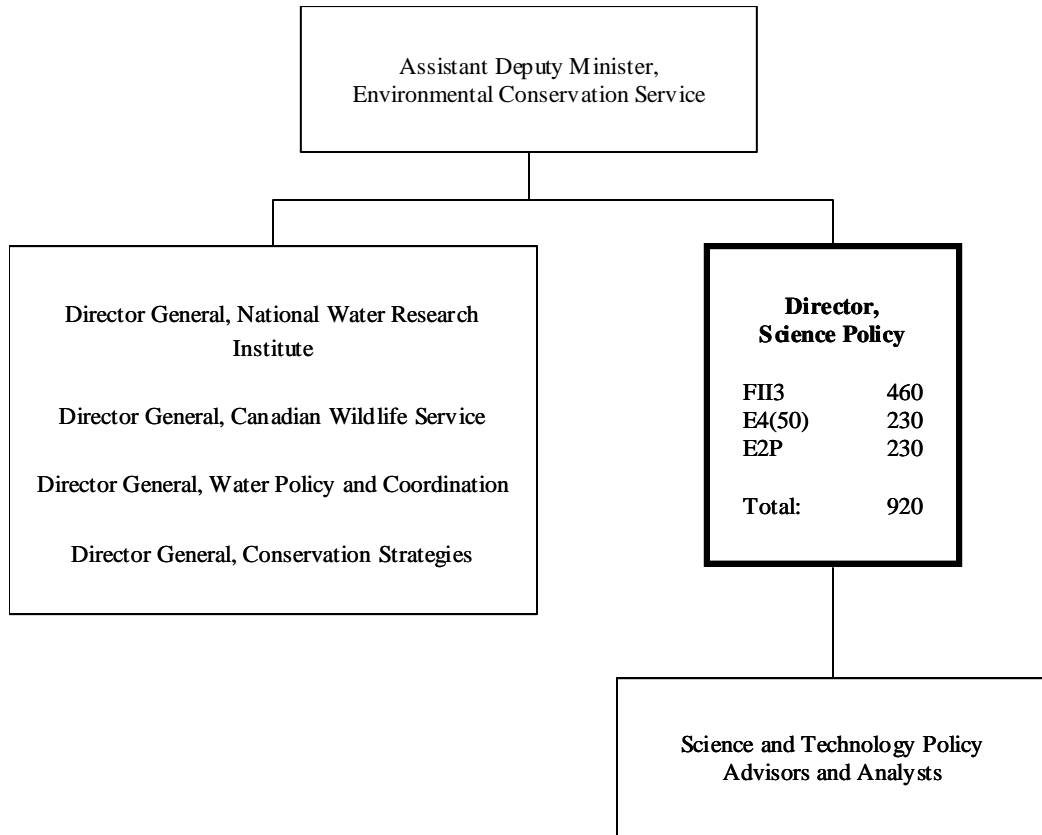 Assistant Deputy Minister,
Environmental Conservation Service
Director General, National Water Research
Institute
Director General, Canadian Wildlife Service
Director General, Water Policy and Coordination
Director General, Conservation Strategies
Director,
Science Policy
FII3 460
E4(50) 230
E2P 230
Total: 920
Science and Technology Policy
Advisors and Analysts